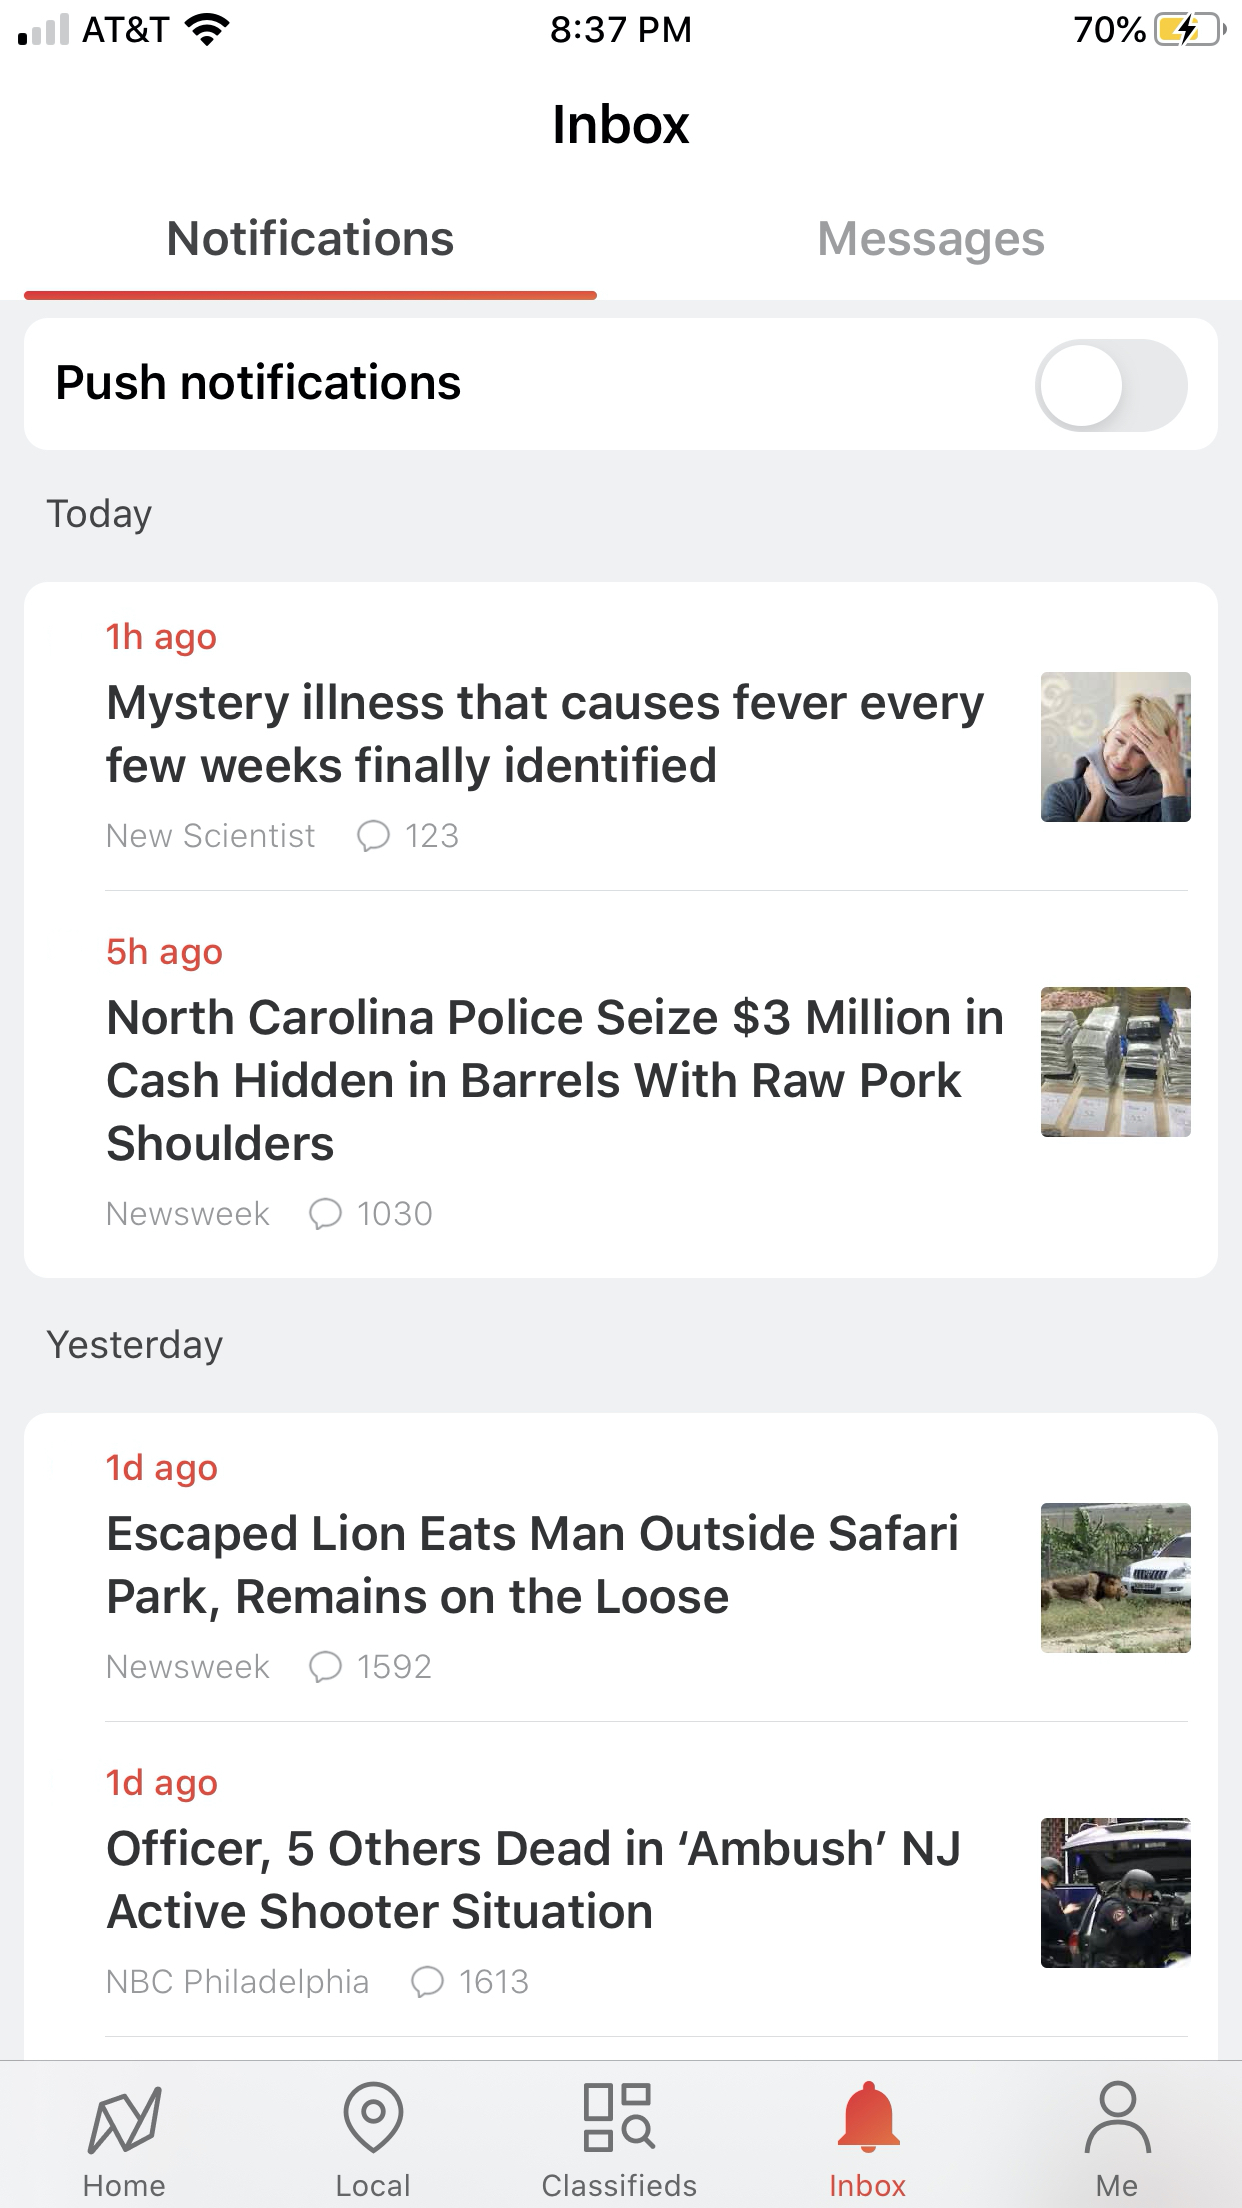 AT&T
8:37 PM
70%
Inbox
Notifications
Messages
Push notifications
Today
1h ago
Mystery illness that causes fever every
few weeks finally identified
New Scientist 123
5h ago
North Carolina Police Seize $3 Million in
Cash Hidden in Barrels With Raw Pork
Shoulders
Newsweek 1030
Yesterday
1d ago
Escaped Lion Eats Man Outside Safari
Park, Remains on the Loose
Newsweek 1592
1d ago
Officer, 5 Others Dead in ‘Ambush’ NJ
Active Shooter Situation
NBC Philadelphia 1613
Home
Local
Classifieds
Inbox
Me